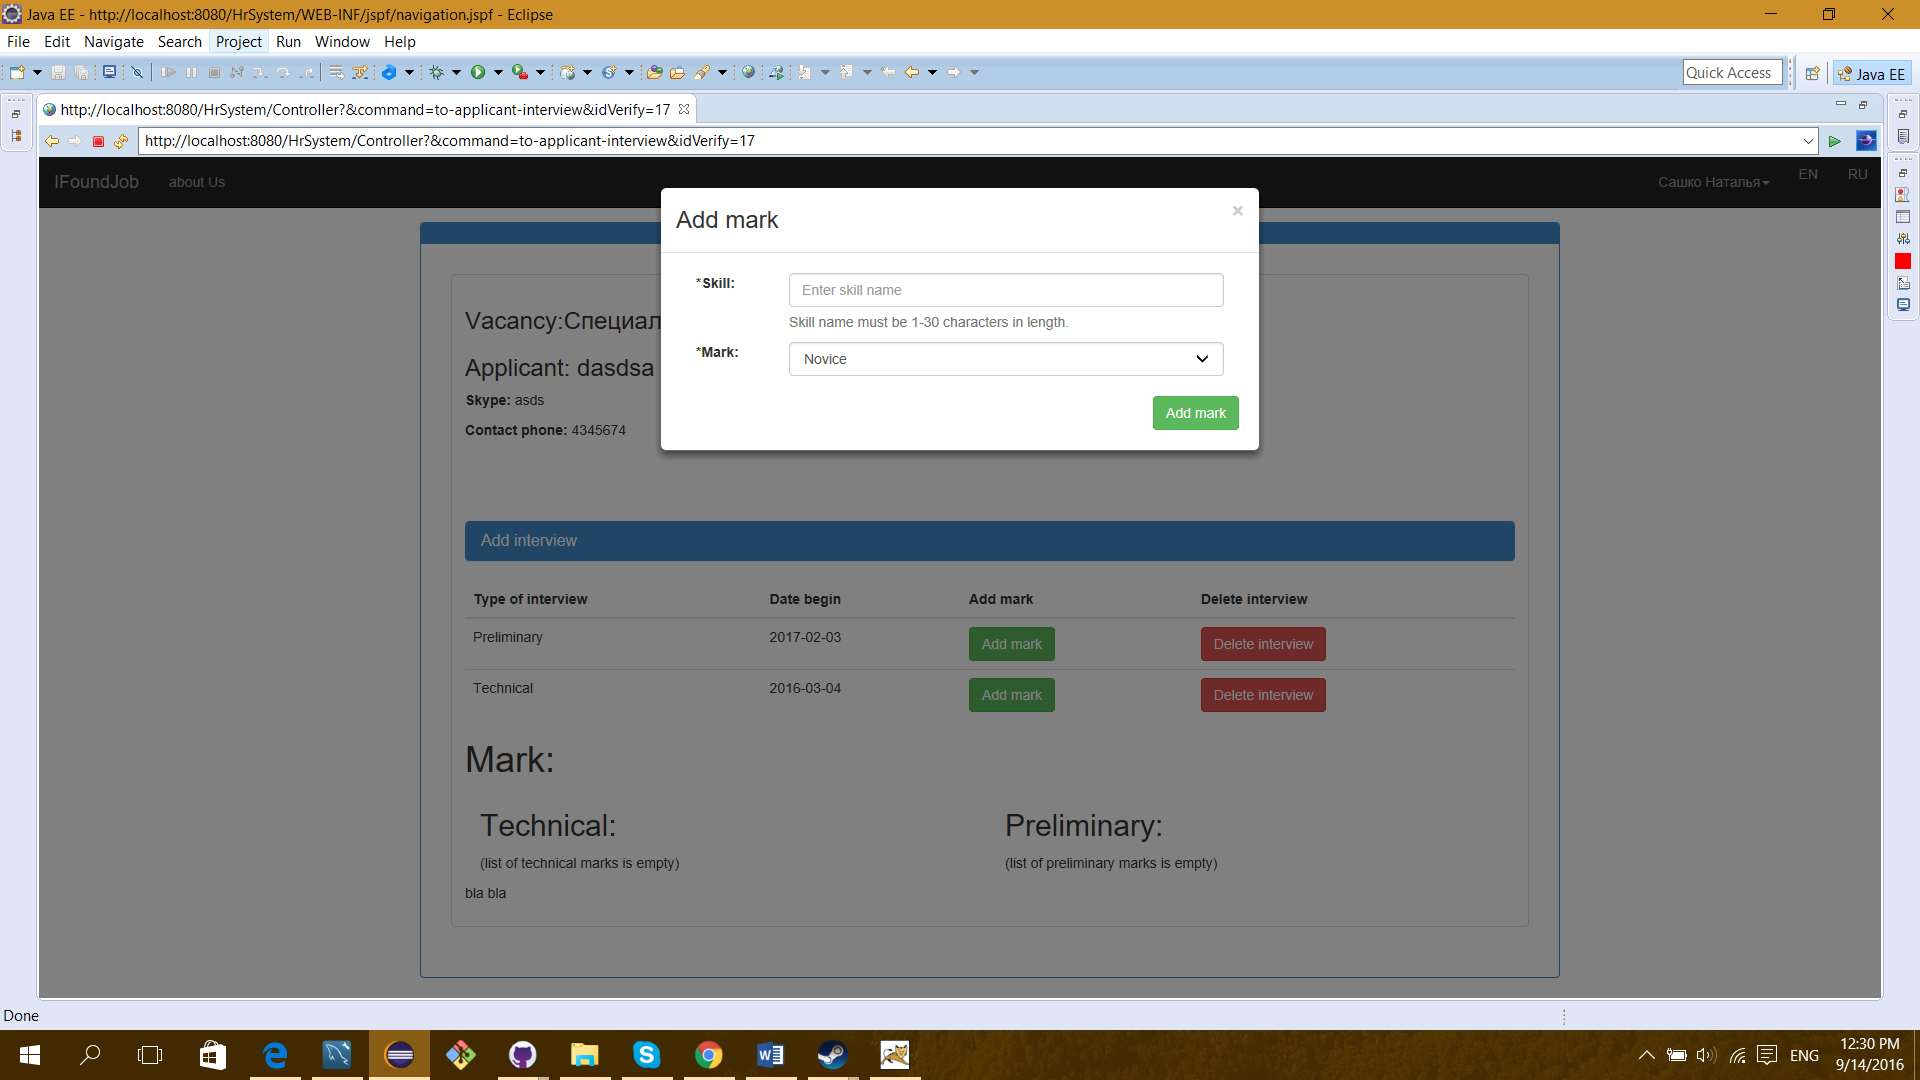 Java EE - http://localhost:8080/HrSystem/WEB-INF/jspf/navigation.jspf - Eclipse
File Edit Navigate Search Project Run Window Help
Quick Access
Java EE
http://localhost:8080/HrSystem/Controller?&command=to-applicant-interview&idVerify=17
http://localhost:8080/HrSystem/Controller?&command=to-applicant-interview&idVerify=17
IFoundJob about Us Сашко Наталья EN RU
Add mark ×
*Skill: Enter skill name
Skill name must be 1-30 characters in length.
*Mark: Novice
Add mark
Vacancy:Специал
Applicant: dasdsa
Skype: asds
Contact phone: 4345674
Add interview
Type of interview Date begin Add mark Delete interview
Preliminary 2017-02-03 Add mark Delete interview
Technical 2016-03-04 Add mark Delete interview
Mark:
Technical: Preliminary:
(list of technical marks is empty) (list of preliminary marks is empty)
bla bla
Done
ENG
12:30 PM
9/14/2016